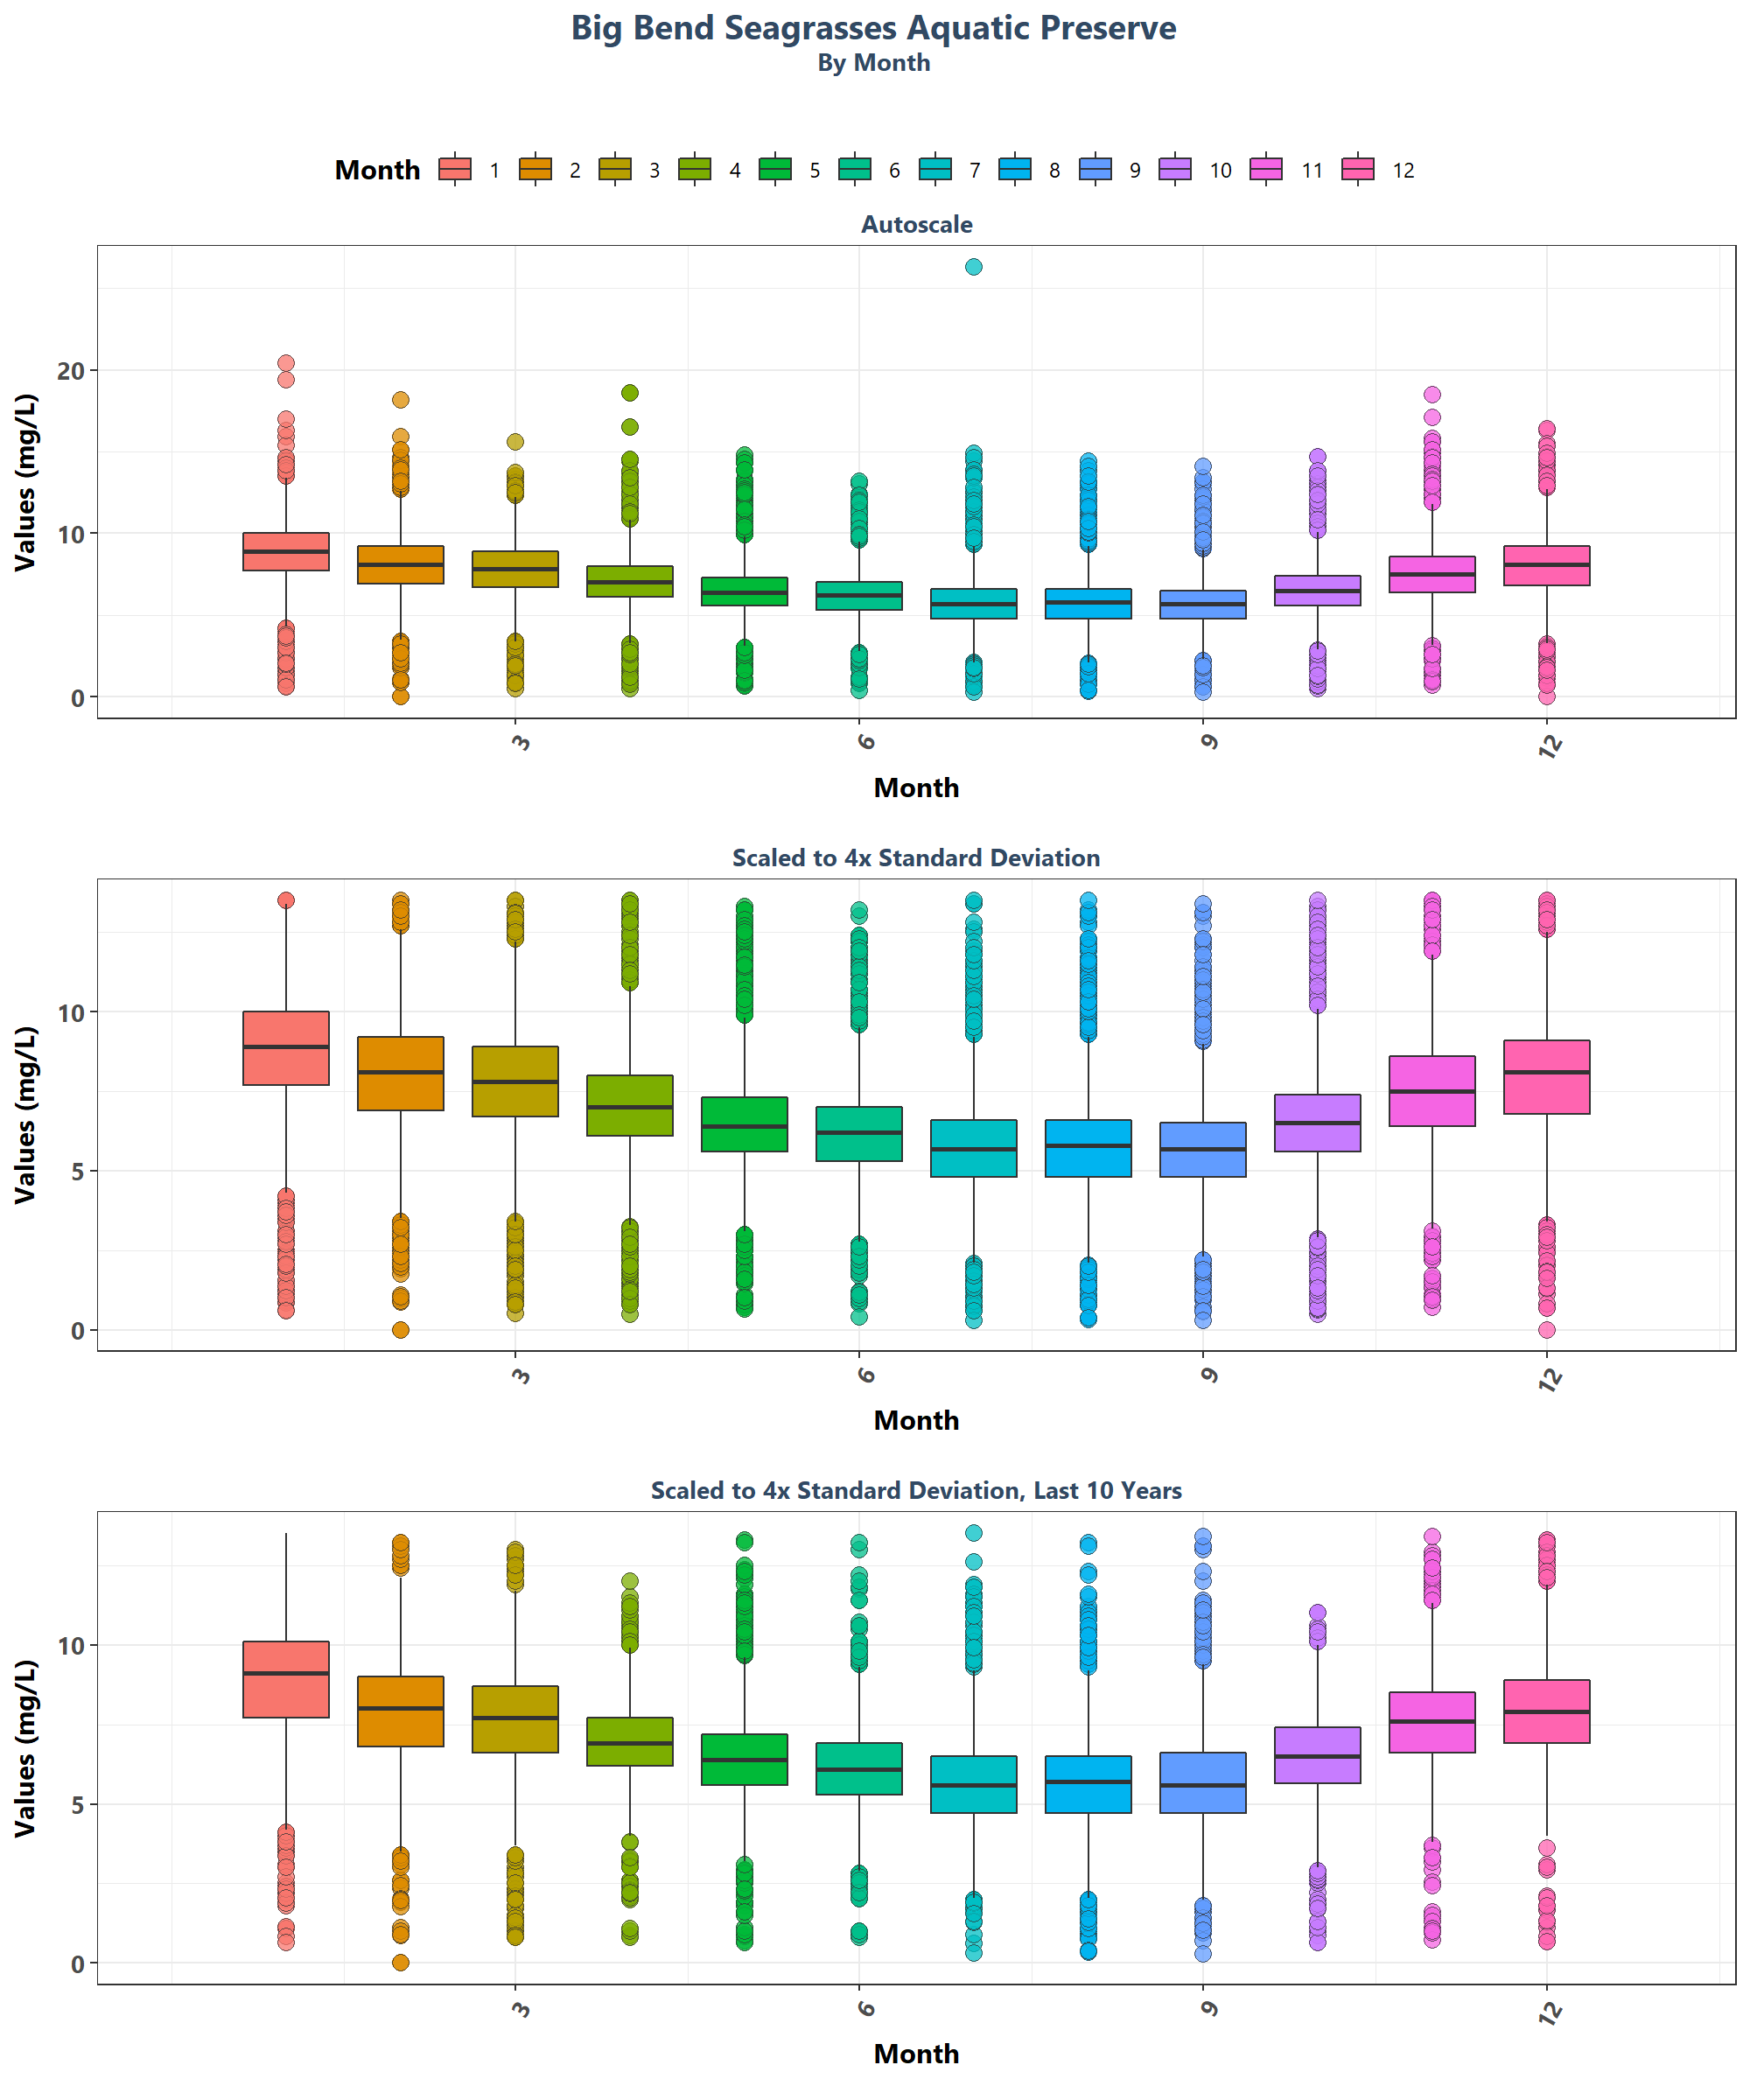 Big Bend Seagrasses Aquatic Preserve
By Month
Month 1 2 3 4 5 6 7 8 9 10 11 12
Autoscale
Values (mg/L)
20
10
0
3 6 9 12
Month
Scaled to 4x Standard Deviation
Values (mg/L)
10
5
0
3 6 9 12
Month
Scaled to 4x Standard Deviation, Last 10 Years
Values (mg/L)
10
5
0
3 6 9 12
Month